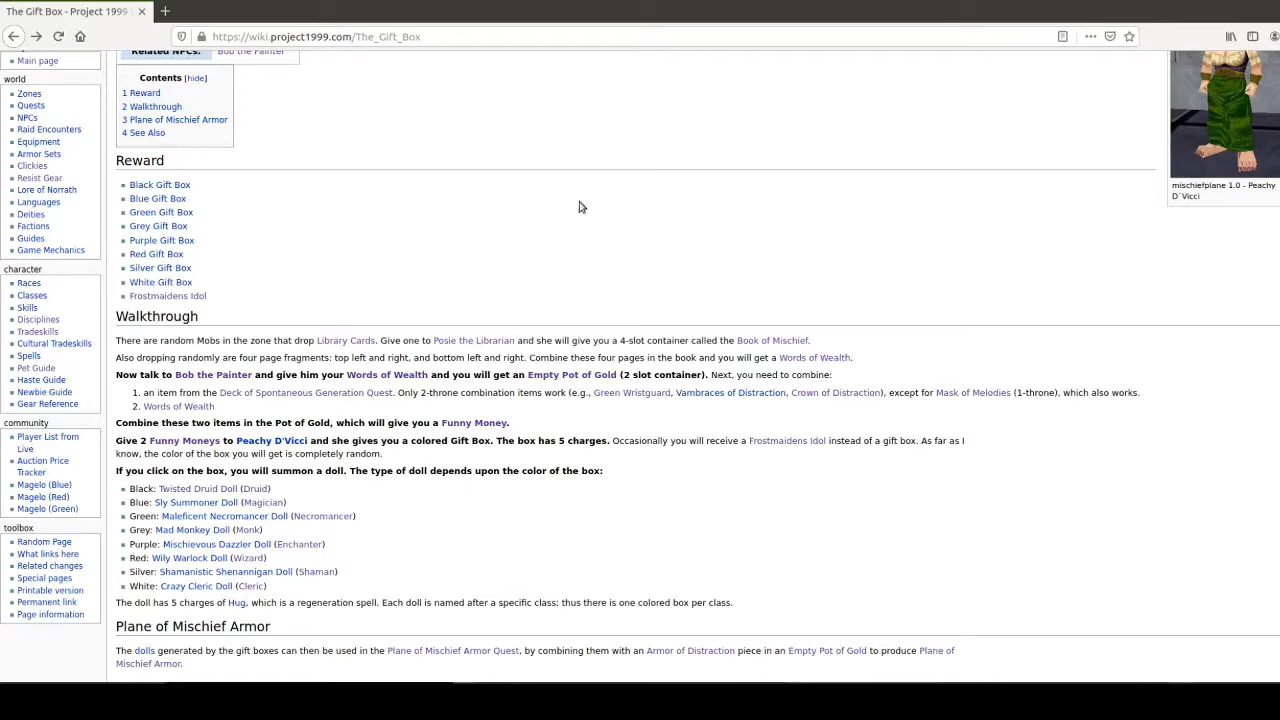 The Gift Box - Project 1999
https://wiki.project1999.com/The_Gift_Box
Main page
world
Zones
Quests
NPCs
Raid Encounters
Equipment
Armor Sets
Clickies
Resist Gear
Lore of Norrath
Languages
Deities
Factions
Guides
Game Mechanics
character
Races
Classes
Skills
Disciplines
Tradeskills
Cultural Tradeskills
Spells
Pet Guide
Haste Guide
Newbie Guide
Gear Reference
community
Player List from
Live
Auction Price
Tracker
Magelo (Blue)
Magelo (Red)
Magelo (Green)
toolbox
Random Page
What links here
Related changes
Special pages
Printable version
Permanent link
Page information
Related NPCs: Bob the Painter
Contents [hide]
1 Reward
2 Walkthrough
3 Plane of Mischief Armor
4 See Also
mischiefplane 1.0 - Peachy
D`Vicci
Reward
Black Gift Box
Blue Gift Box
Green Gift Box
Grey Gift Box
Purple Gift Box
Red Gift Box
Silver Gift Box
White Gift Box
Frostmaidens Idol
Walkthrough
There are random Mobs in the zone that drop Library Cards. Give one to Posie the Librarian and she will give you a 4-slot container called the Book of Mischief.
Also dropping randomly are four page fragments: top left and right, and bottom left and right. Combine these four pages in the book and you will get a Words of Wealth.
Now talk to Bob the Painter and give him your Words of Wealth and you will get an Empty Pot of Gold (2 slot container). Next, you need to combine:
1. an item from the Deck of Spontaneous Generation Quest. Only 2-throne combination items work (e.g., Green Wristguard, Vambraces of Distraction, Crown of Distraction), except for Mask of Melodies (1-throne), which also works.
2. Words of Wealth
Combine these two items in the Pot of Gold, which will give you a Funny Money.
Give 2 Funny Moneys to Peachy D'Vicci and she gives you a colored Gift Box. The box has 5 charges. Occasionally you will receive a Frostmaidens Idol instead of a gift box. As far as I
know, the color of the box you will get is completely random.
If you click on the box, you will summon a doll. The type of doll depends upon the color of the box:
Black: Twisted Druid Doll (Druid)
Blue: Sly Summoner Doll (Magician)
Green: Maleficent Necromancer Doll (Necromancer)
Grey: Mad Monkey Doll (Monk)
Purple: Mischievous Dazzler Doll (Enchanter)
Red: Wily Warlock Doll (Wizard)
Silver: Shamanistic Shenannigan Doll (Shaman)
White: Crazy Cleric Doll (Cleric)
The doll has 5 charges of Hug, which is a regeneration spell. Each doll is named after a specific class; thus there is one colored box per class.
Plane of Mischief Armor
The dolls generated by the gift boxes can then be used in the Plane of Mischief Armor Quest, by combining them with an Armor of Distraction piece in an Empty Pot of Gold to produce Plane of
Mischief Armor.